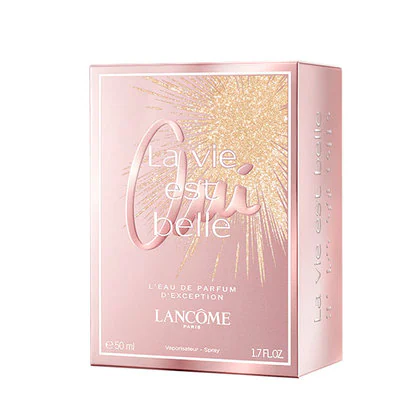 La vie
est
belle
Oui
L'EAU DE PARFUM
D'EXCEPTION
LANCÔME
PARIS
℮ 50 ml
Vaporisateur - Spray
1.7 FL.OZ.
La vie est belle